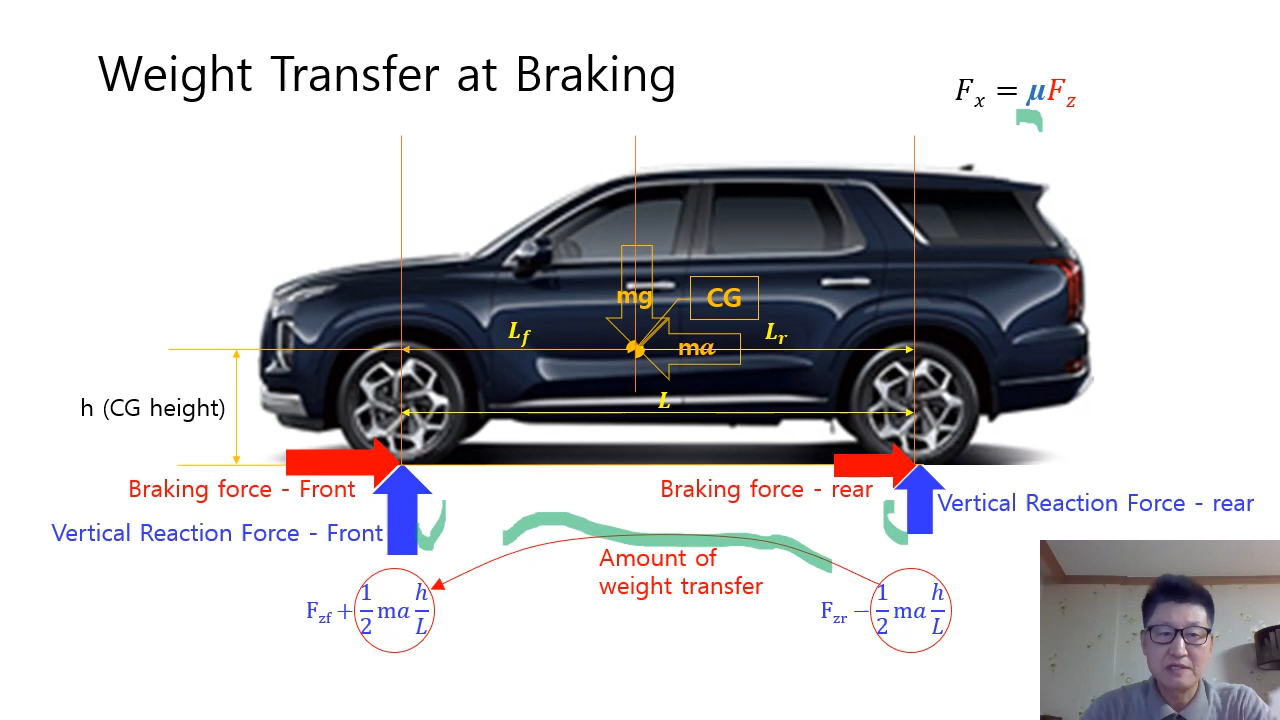 Weight Transfer at Braking
F_x = μF_z
mg
CG
L_f
L_r
ma
L
h (CG height)
Braking force - Front
Braking force - rear
Vertical Reaction Force - Front
Vertical Reaction Force - rear
Amount of
weight transfer
F_zf + 1/2 ma h/L
F_zr − 1/2 ma h/L